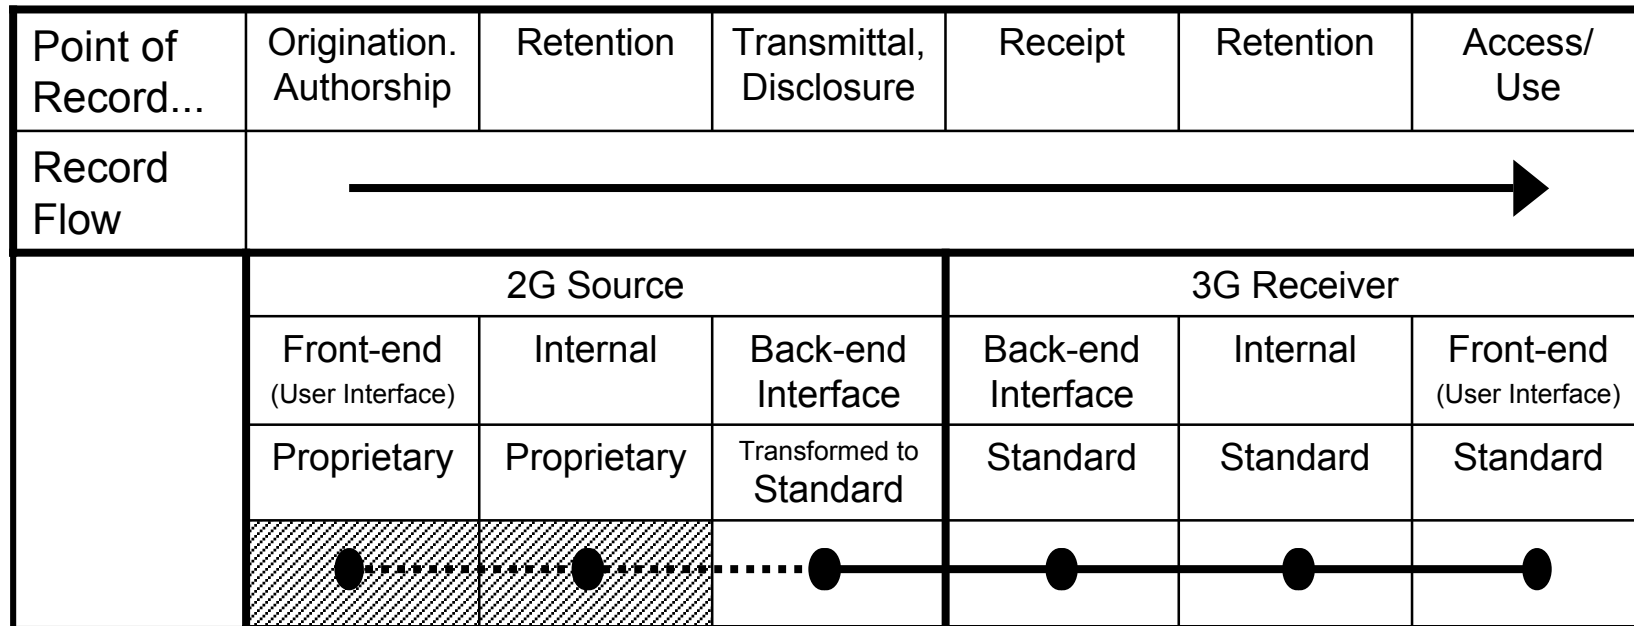 Point of
Record...
Origination.
Authorship
Retention
Transmittal,
Disclosure
Receipt
Retention
Access/
Use
Record
Flow
2G Source
3G Receiver
Front-end
(User Interface)
Internal
Back-end
Interface
Back-end
Interface
Internal
Front-end
(User Interface)
Proprietary
Proprietary
Transformed to
Standard
Standard
Standard
Standard